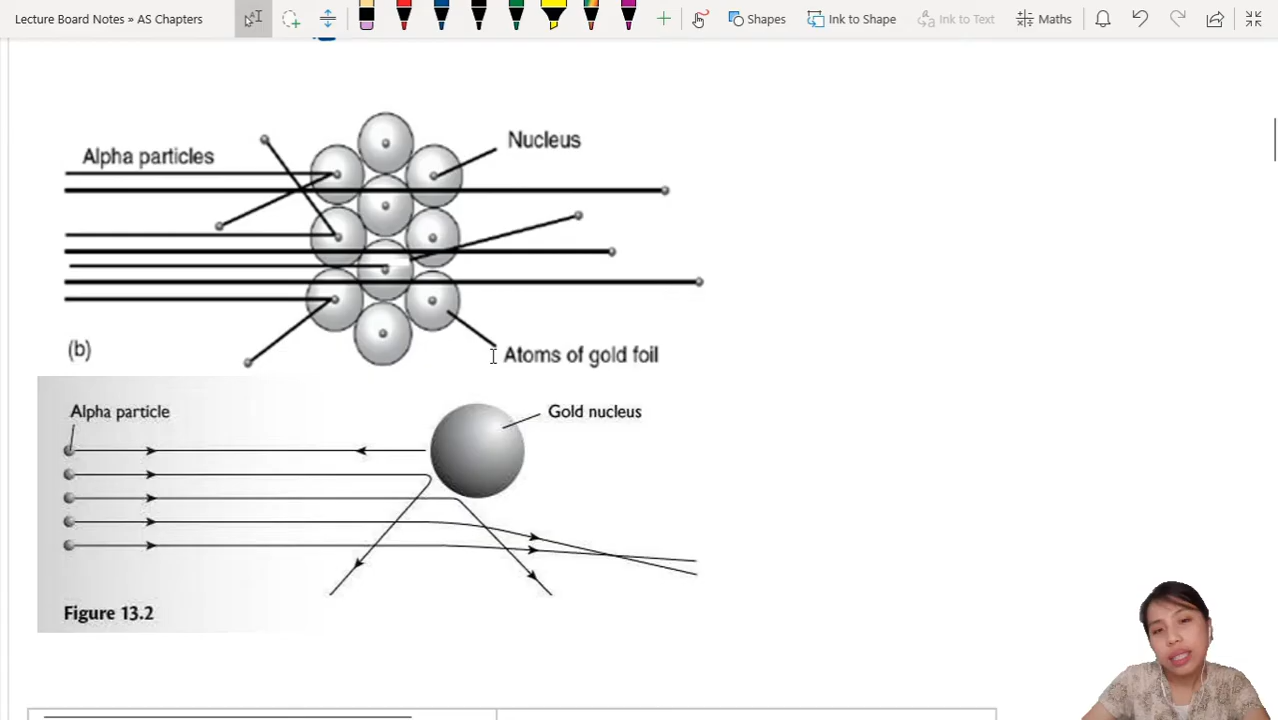 Lecture Board Notes » AS Chapters
Shapes
Ink to Shape
Ink to Text
Maths
Alpha particles
Nucleus
(b)
Atoms of gold foil
Alpha particle
Gold nucleus
Figure 13.2